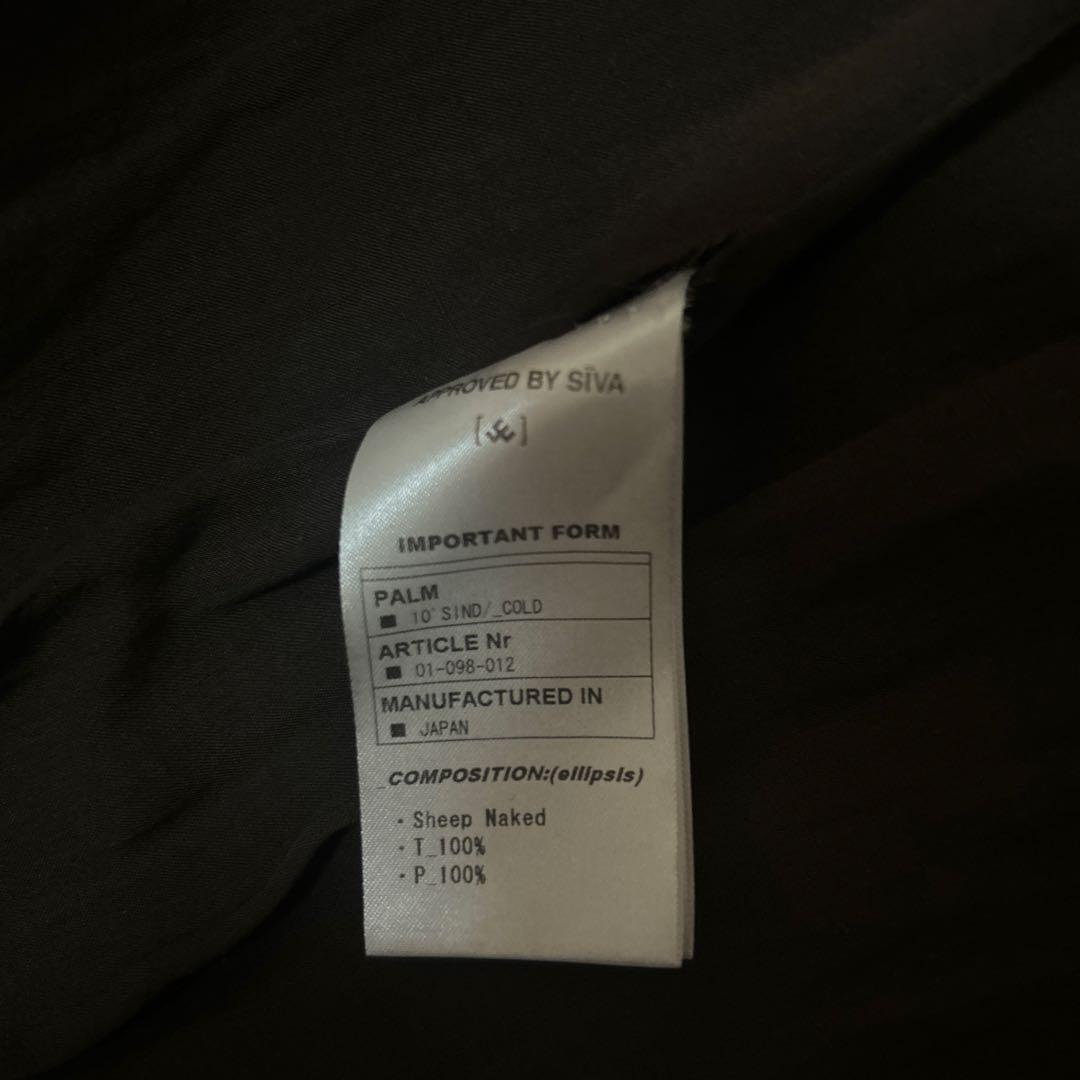 APPROVED BY SĪVA
IMPORTANT FORM
PALM
■ 10°SIND/_COLD
ARTICLE Nr
■ 01-098-012
MANUFACTURED IN
■ JAPAN
_COMPOSITION:(ellipsis)
・Sheep Naked
・T_100%
・P_100%